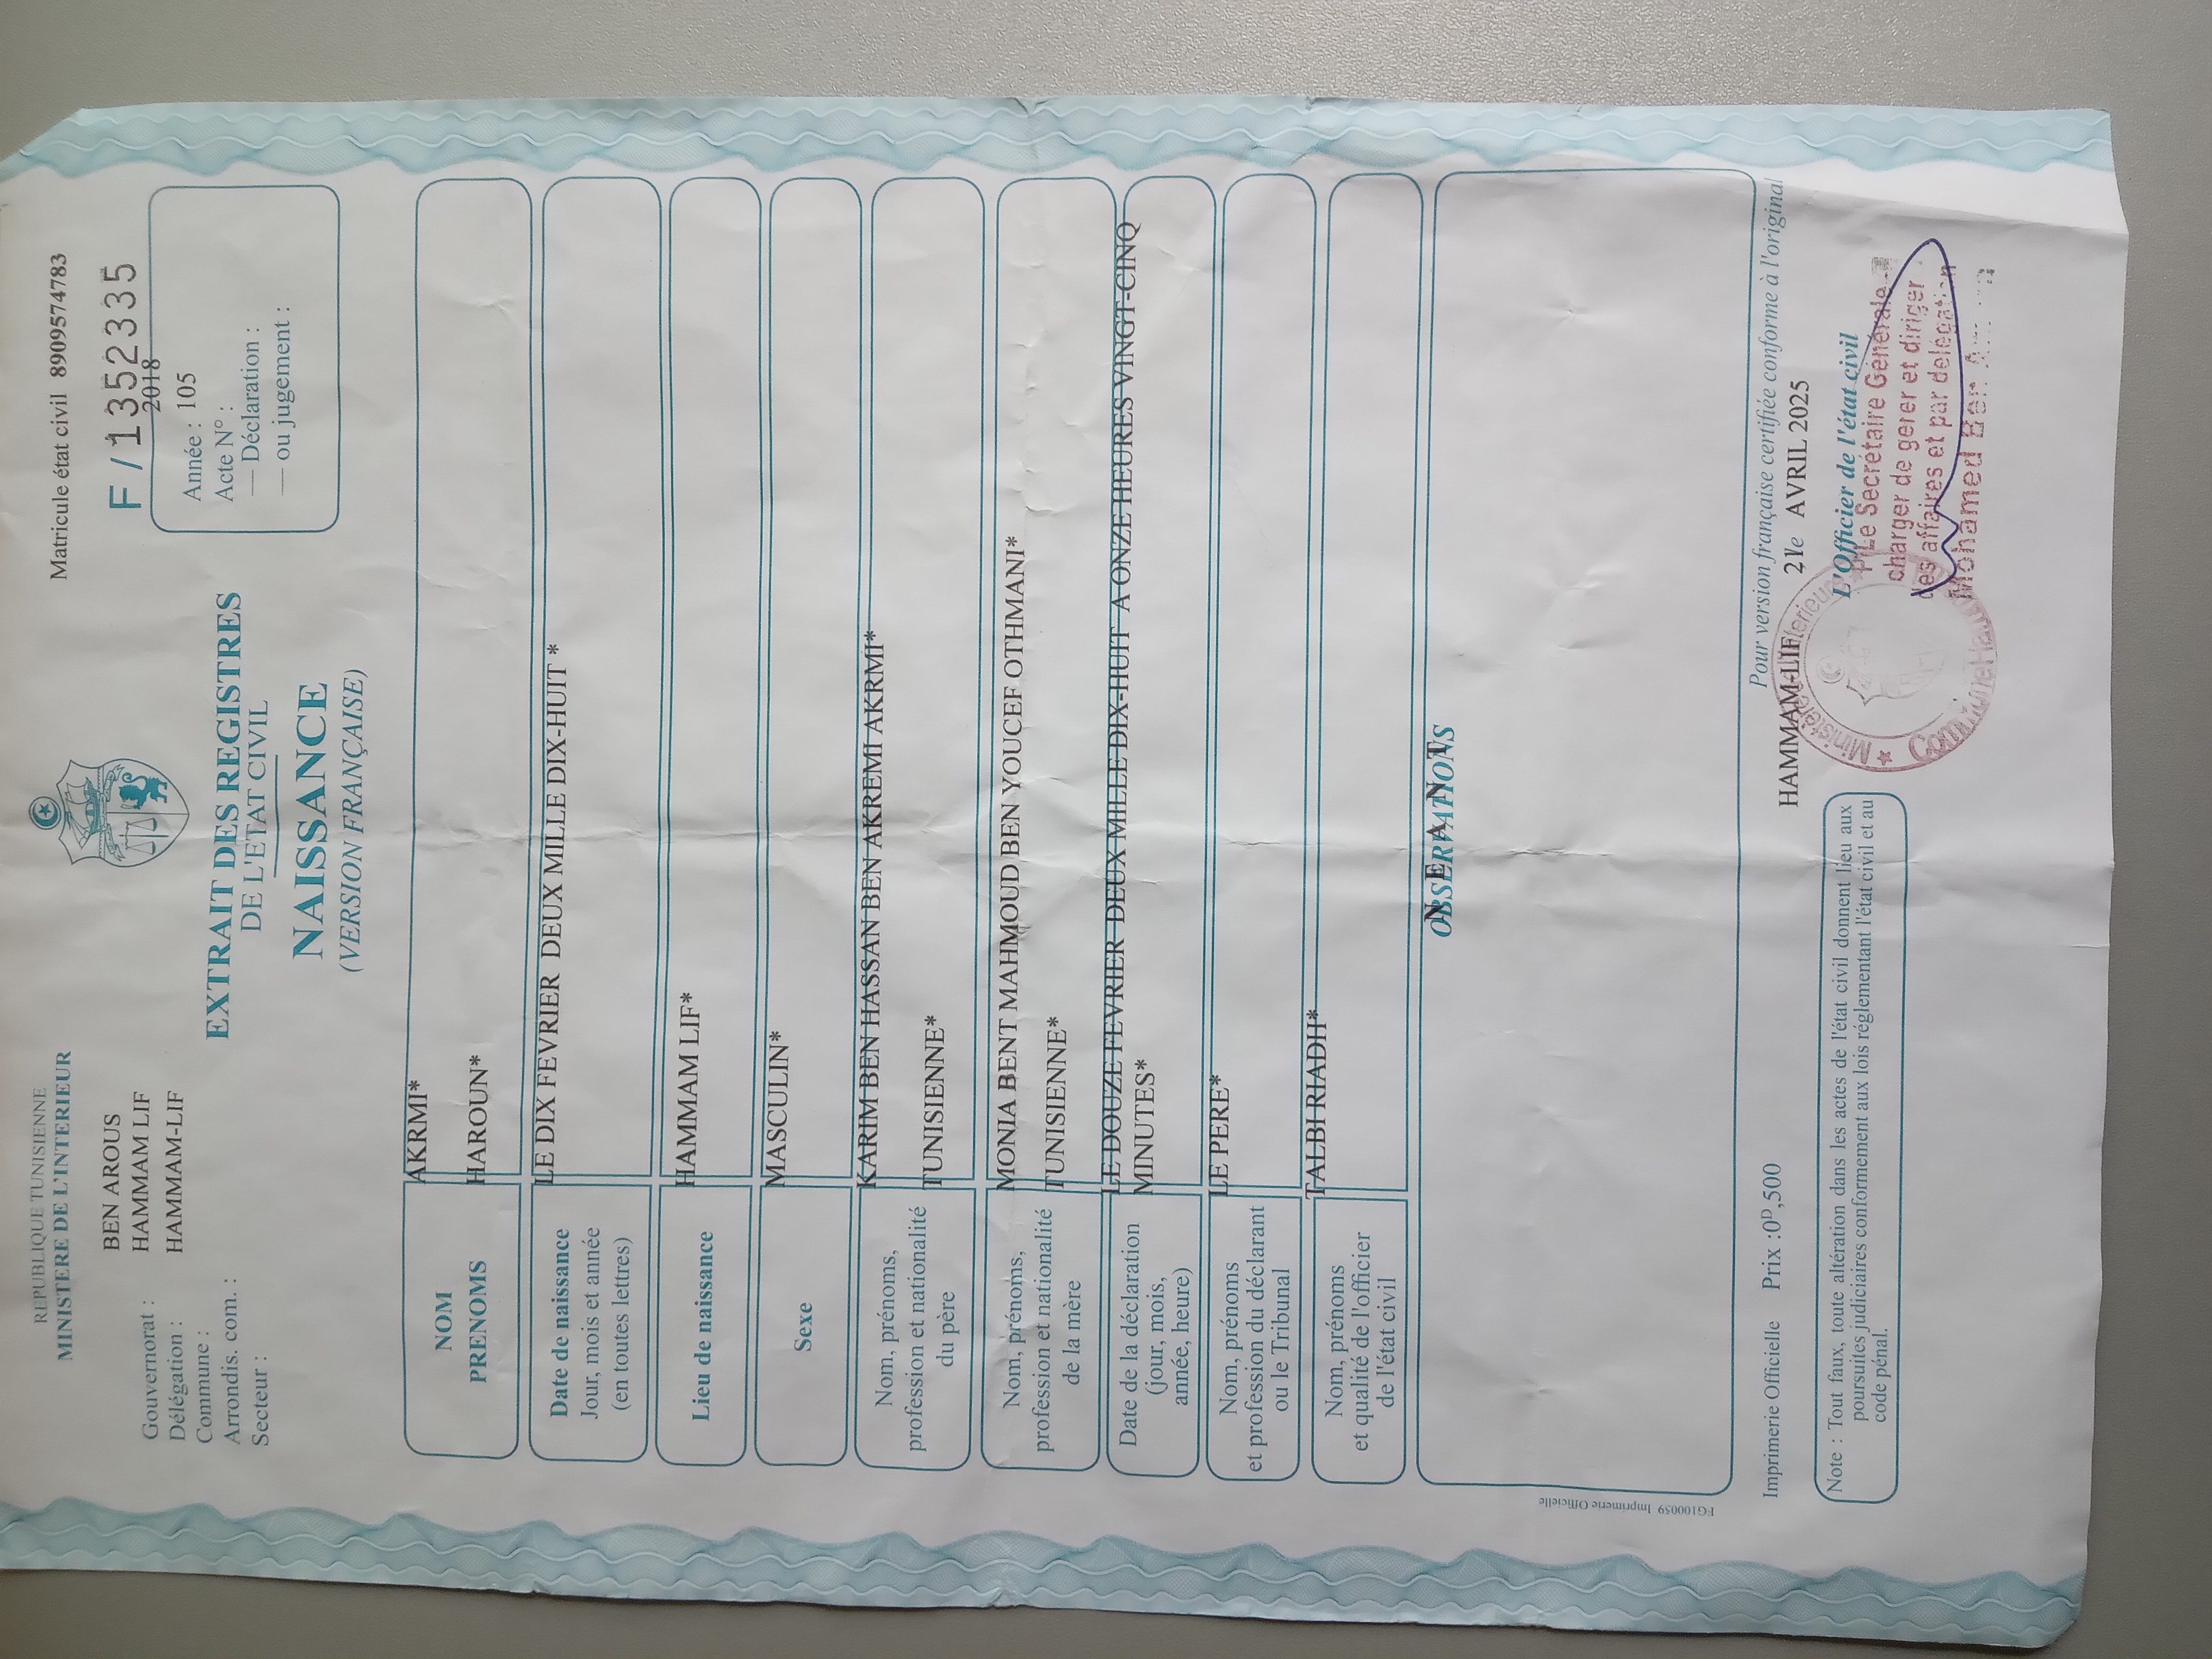 REPUBLIQUE TUNISIENNE
MINISTERE DE L'INTERIEUR
Matricule état civil 8909574783
F / 1352335
Gouvernorat : BEN AROUS
Délégation : HAMMAM LIF
Commune : HAMMAM-LIF
Arrondis. com. :
Secteur :
2018
Année : 105
Acte N° :
— Déclaration :
— ou jugement :
EXTRAIT DES REGISTRES
DE L'ETAT CIVIL
NAISSANCE
(VERSION FRANÇAISE)
NOM AKRMI*
PRENOMS HAROUN*
Date de naissance
Jour, mois et année
(en toutes lettres)
LE DIX FEVRIER DEUX MILLE DIX-HUIT *
Lieu de naissance HAMMAM LIF*
Sexe MASCULIN*
Nom, prénoms,
profession et nationalité
du père
KARIM BEN HASSAN BEN AKREMI AKRMI*
TUNISIENNE*
Nom, prénoms,
profession et nationalité
de la mère
MONIA BENT MAHMOUD BEN YOUCEF OTHMANI*
TUNISIENNE*
Date de la déclaration
(jour, mois,
année, heure)
LE DOUZE FEVRIER DEUX MILLE DIX-HUIT A ONZE HEURES VINGT-CINQ
MINUTES*
Nom, prénoms
et profession du déclarant
ou le Tribunal
LE PERE*
Nom, prénoms
et qualité de l'officier
de l'état civil
TALBI RIADH*
OBSERVATIONS
N E A N T
FG100059 Imprimerie Officielle
Imprimerie Officielle Prix :0D,500
Pour version française certifiée conforme à l'original
HAMMAM-LIF AVRIL 2025
L'Officier de l'état civil
Le Secrétaire Générale
charger de gerer et diriger
des affaires et par delegation
Mohamed Ben
Note : Tout faux, toute altération dans les actes de l'état civil donnent lieu aux
poursuites judiciaires conformement aux lois réglementant l'état civil et au
code pénal.